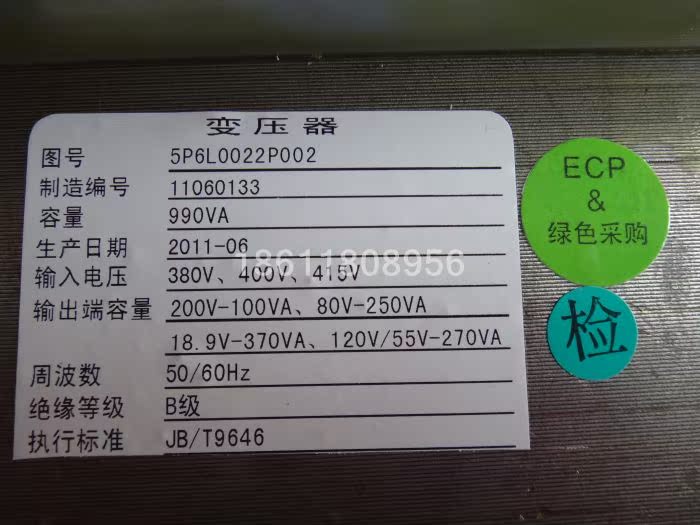 变压器
图号 5P6L0022P002
制造编号 11060133
容量 990VA
生产日期 2011-06
输入电压 380V、400V、415V
输出端容量 200V-100VA、80V-250VA
18.9V-370VA、120V/55V-270VA
周波数 50/60Hz
绝缘等级 B级
执行标准 JB/T9646
18611808956
ECP
&
绿色采购
检